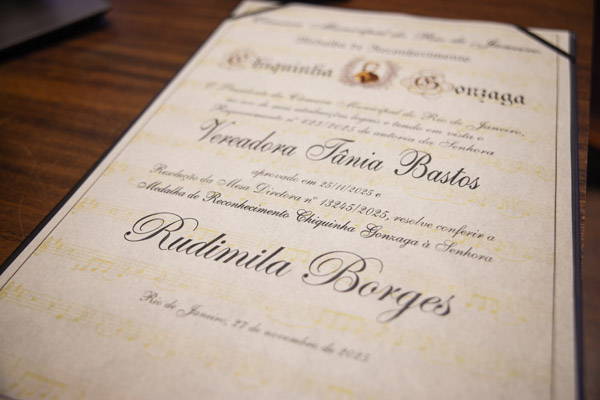 Câmara Municipal do Rio de Janeiro
Medalha de Reconhecimento
Chiquinha Gonzaga
O Presidente da Câmara Municipal do Rio de Janeiro,
no uso de suas atribuições legais e tendo em vista o
Requerimento nº 623/2025 de autoria da Senhora
Vereadora Tânia Bastos
aprovado em 25/11/2025 e
Resolução da Mesa Diretora nº 13245/2025, resolve conferir a
Medalha de Reconhecimento Chiquinha Gonzaga à Senhora
Rudimila Borges
Rio de Janeiro, 27 de novembro de 2025